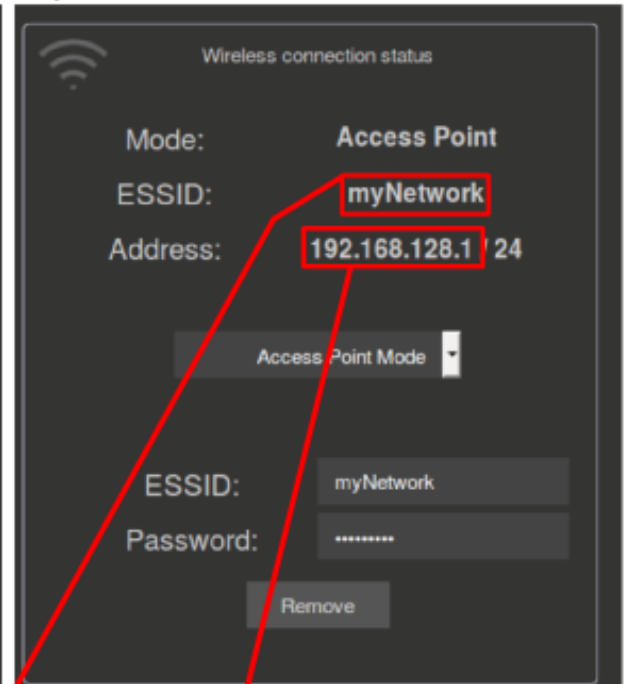 Wireless connection status
Mode: Access Point
ESSID: myNetwork
Address: 192.168.128.1 / 24
Access Point Mode
ESSID: myNetwork
Password: •••••••••
Remove